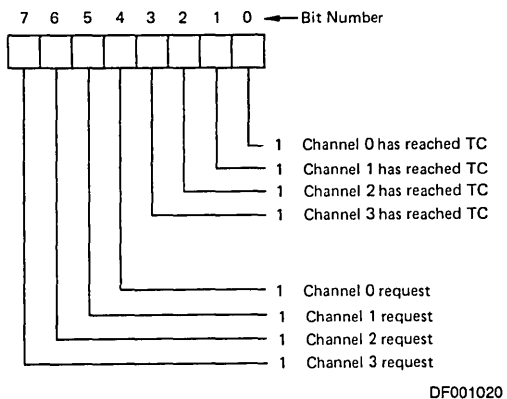 7 6 5 4 3 2 1 0 Bit Number
1 Channel 0 has reached TC
1 Channel 1 has reached TC
1 Channel 2 has reached TC
1 Channel 3 has reached TC
1 Channel 0 request
1 Channel 1 request
1 Channel 2 request
1 Channel 3 request
DF001020